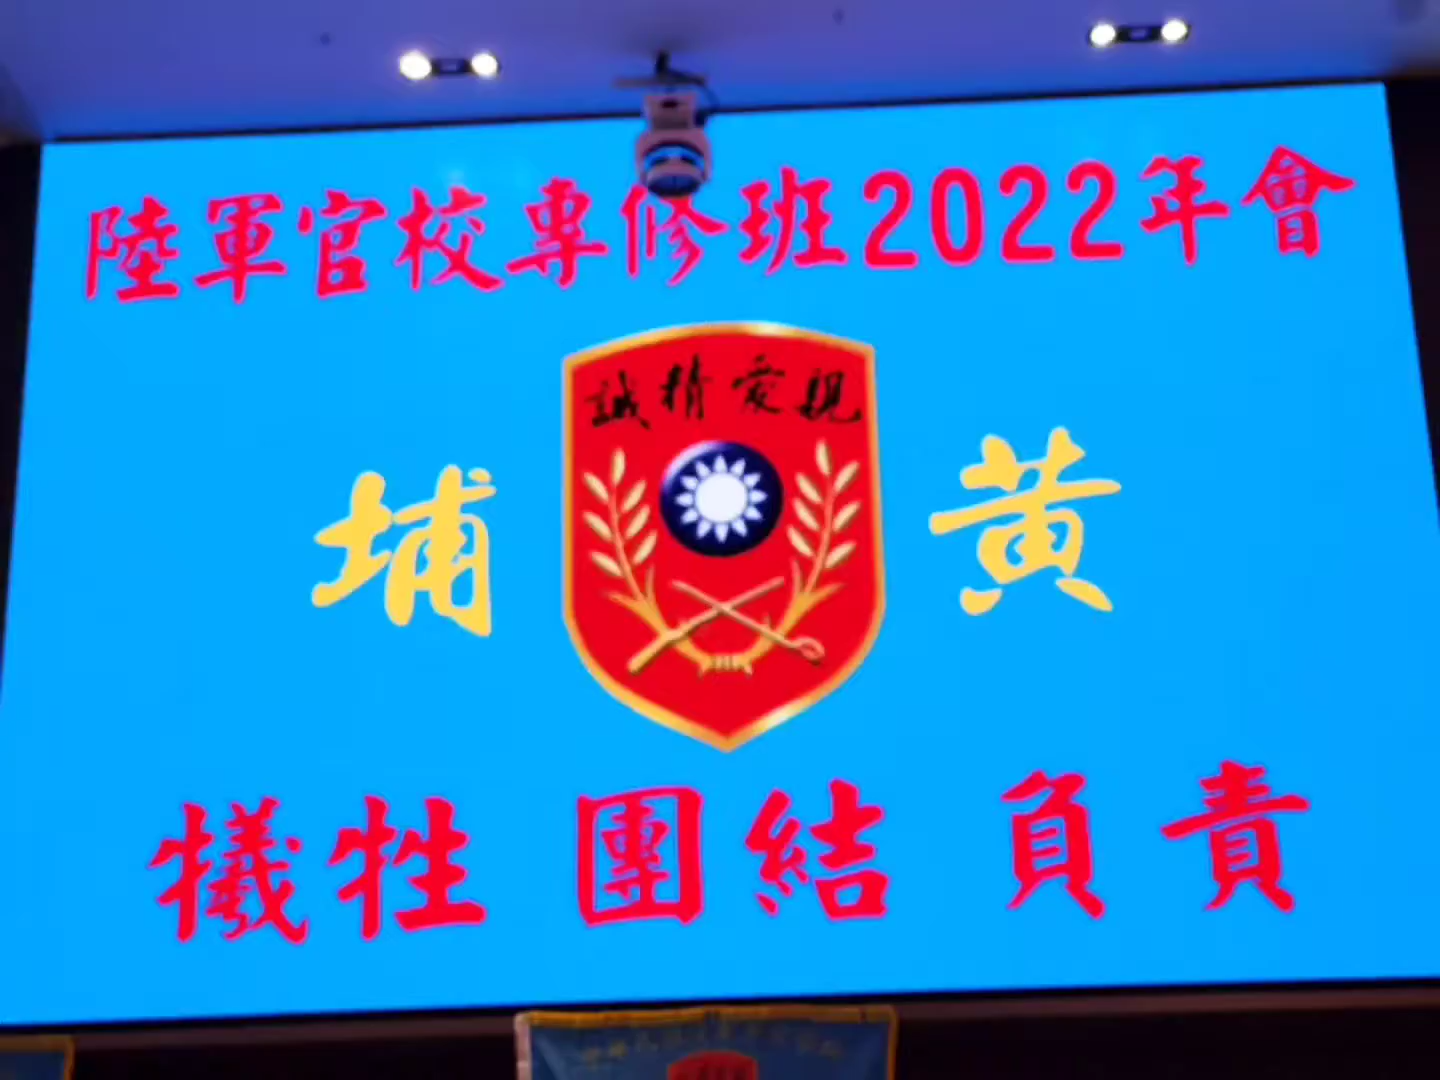 陸軍官校專修班2022年會
親愛精誠
黃埔
犧牲 團結 負責